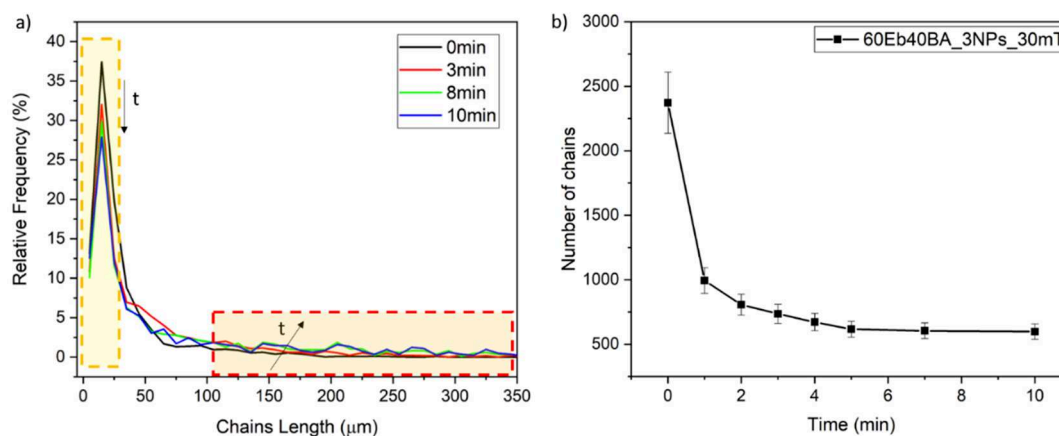 a)
Relative Frequency (%)
40
35
30
25
20
15
10
5
0
t
0min
3min
8min
10min
t
0
50
100
150
200
250
300
350
Chains Length (μm)
b)
Number of chains
3000
2500
2000
1500
1000
500
60Eb40BA_3NPs_30mT
0
2
4
6
8
10
Time (min)